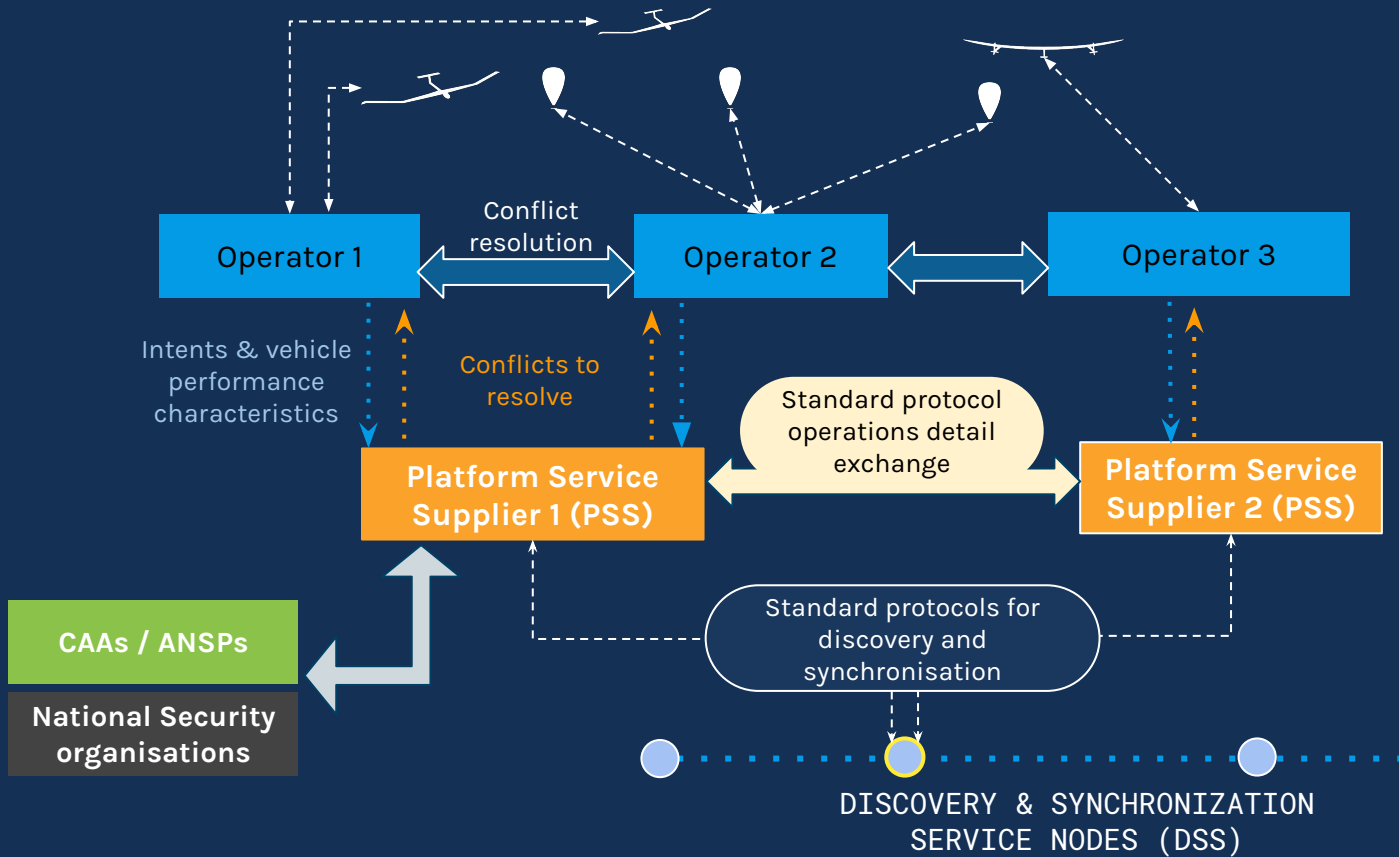 Conflict
resolution
Operator 1
Operator 2
Operator 3
Intents & vehicle
performance
characteristics
Conflicts to
resolve
Standard protocol
operations detail
exchange
Platform Service
Supplier 1 (PSS)
Platform Service
Supplier 2 (PSS)
CAAs / ANSPs
National Security
organisations
Standard protocols for
discovery and
synchronisation
DISCOVERY & SYNCHRONIZATION
SERVICE NODES (DSS)